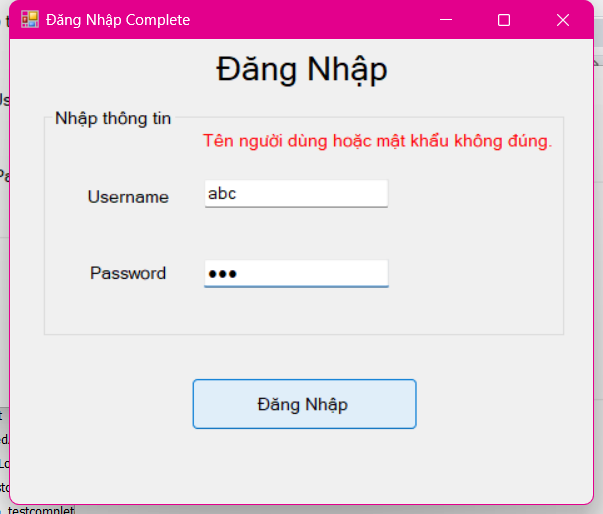 Đăng Nhập Complete
Đăng Nhập
Nhập thông tin
Tên người dùng hoặc mật khẩu không đúng.
Username
abc
Password
●●●
Đăng Nhập
testcomplet